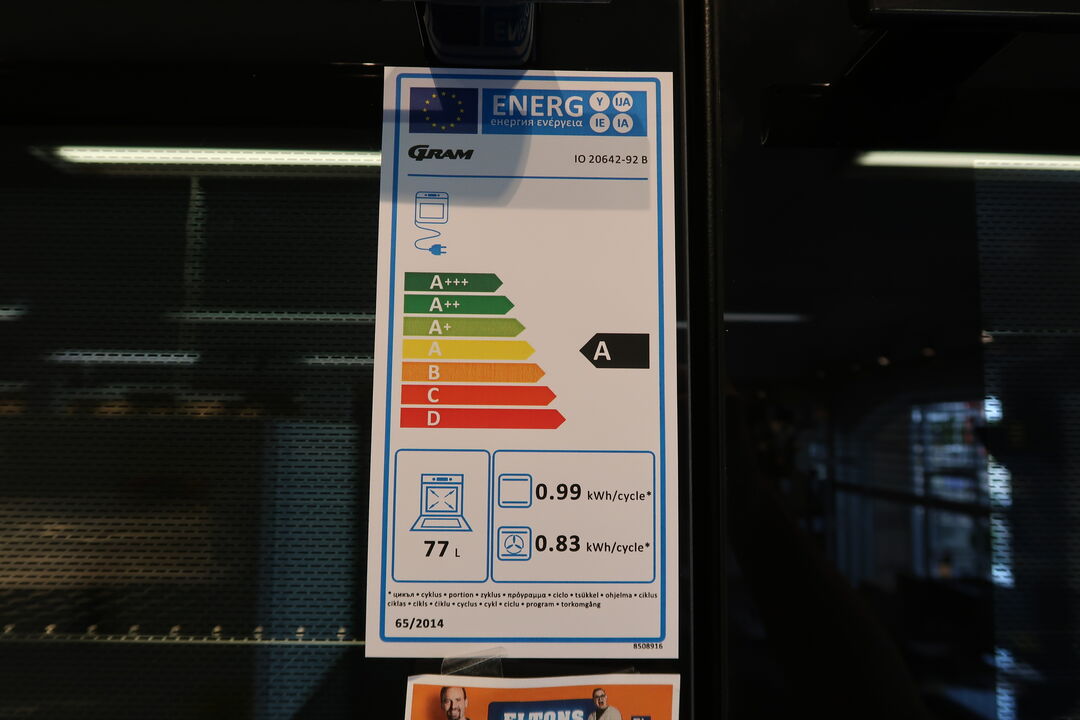 ENERG Y IJA
енергия ενέργεια IE IA
GRAM IO 20642-92 B
A+++
A++
A+
A
A
B
C
D
0.99 kWh/cycle*
77 L
0.83 kWh/cycle*
* цикъл • cyklus • portion • zyklus • πρόγραμμα • ciclo • tsükkel • ohjelma • ciklus
ciklas • cikls • ċiklu • cyclus • cykl • ciclu • program • torkomgång
65/2014
8508916
ELTONS